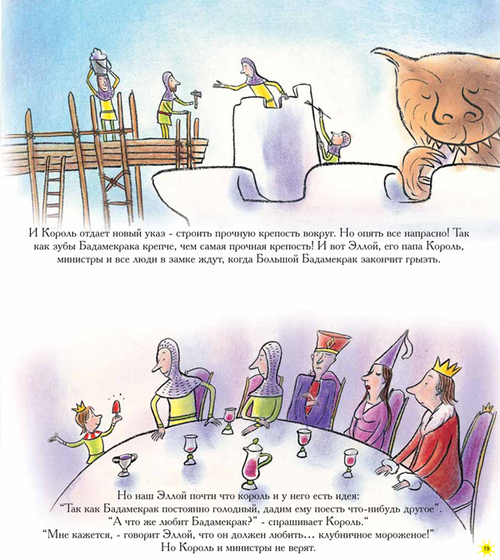 И Король отдает новый указ - строить прочную крепость вокруг. Но опять все напрасно! Так
как зубы Бадамекрака крепче, чем самая прочная крепость! И вот Эллой, его папа Король,
министры и все люди в замке ждут, когда Большой Бадамекрак закончит грызть.
Но наш Эллой почти что король и у него есть идея:
“Так как Бадамекрак постоянно голодный, дадим ему поесть что-нибудь другое”.
“А что же любит Бадамекрак?” - спрашивает Король.“
“Мне кажется, - говорит Эллой, что он должен любить… клубничное мороженое!”
Но Король и министры не верят.
19